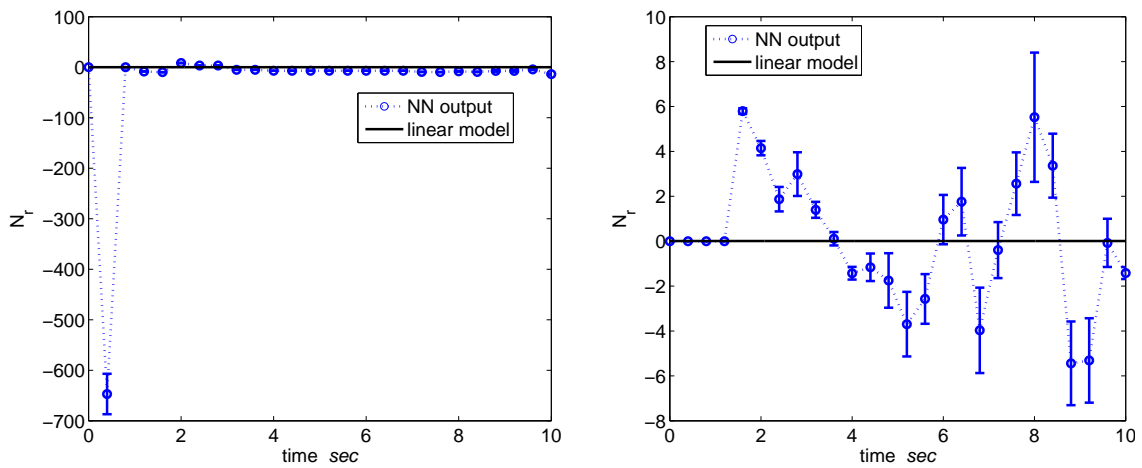 100
0
-100
-200
-300
-400
-500
-600
-700
N_r
NN output
linear model
0 2 4 6 8 10
time sec
10
8
6
4
2
0
-2
-4
-6
-8
N_r
NN output
linear model
0 2 4 6 8 10
time sec